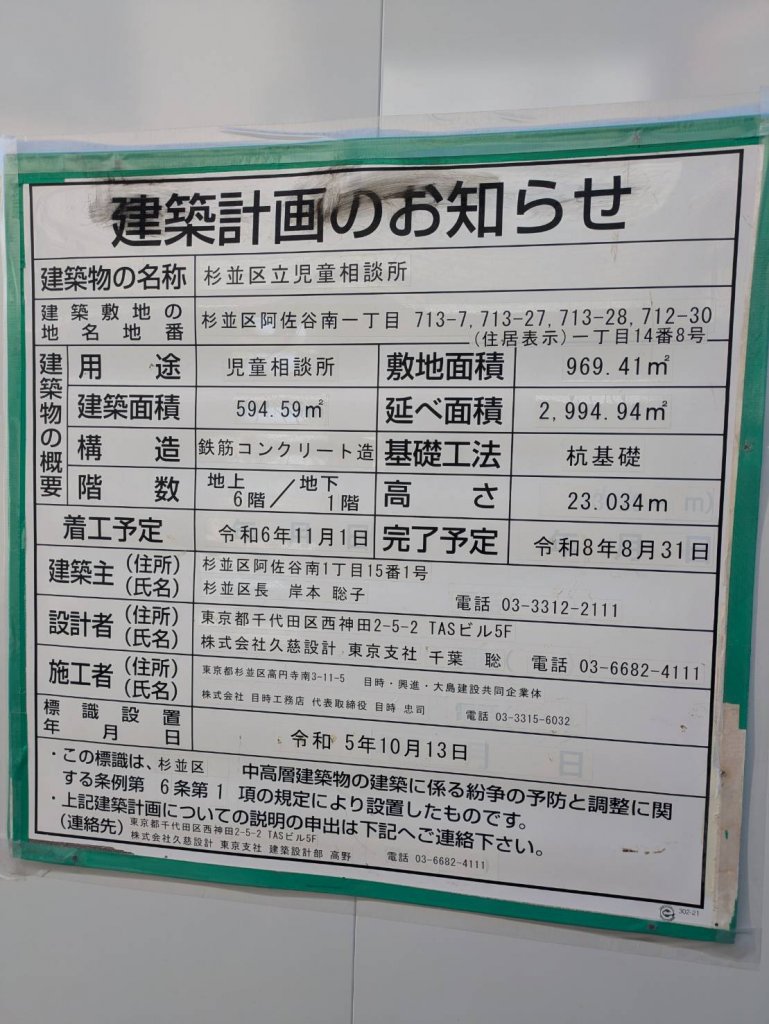 建築計画のお知らせ
建築物の名称 杉並区立児童相談所
建築敷地の地名地番 杉並区阿佐谷南一丁目 713-7, 713-27, 713-28, 712-30
(住居表示)一丁目14番8号
建築物の概要
用途 児童相談所 敷地面積 969.41㎡
建築面積 594.59㎡ 延べ面積 2,994.94㎡
構造 鉄筋コンクリート造 基礎工法 杭基礎
階数 地上6階/地下1階 高さ 23.034m
着工予定 令和6年11月1日 完了予定 令和8年8月31日
建築主 (住所) 杉並区阿佐谷南1丁目15番1号
(氏名) 杉並区長 岸本 聡子 電話 03-3312-2111
設計者 (住所) 東京都千代田区西神田2-5-2 TASビル5F
(氏名) 株式会社久慈設計 東京支社 千葉 聡 電話 03-6682-4111
施工者 (住所) 東京都杉並区高円寺南3-11-5 目時・興進・大島建設共同企業体
(氏名) 株式会社 目時工務店 代表取締役 目時 忠司 電話 03-3315-6032
標識設置年月日 令和 5年10月13日
・この標識は、杉並区 中高層建築物の建築に係る紛争の予防と調整に関
する条例第 6条第1 項の規定により設置したものです。
・上記建築計画についての説明の申出は下記へご連絡下さい。
(連絡先) 東京都千代田区西神田2-5-2 TASビル5F
株式会社久慈設計 東京支社 建築設計部 高野 電話 03-6682-4111
302-21